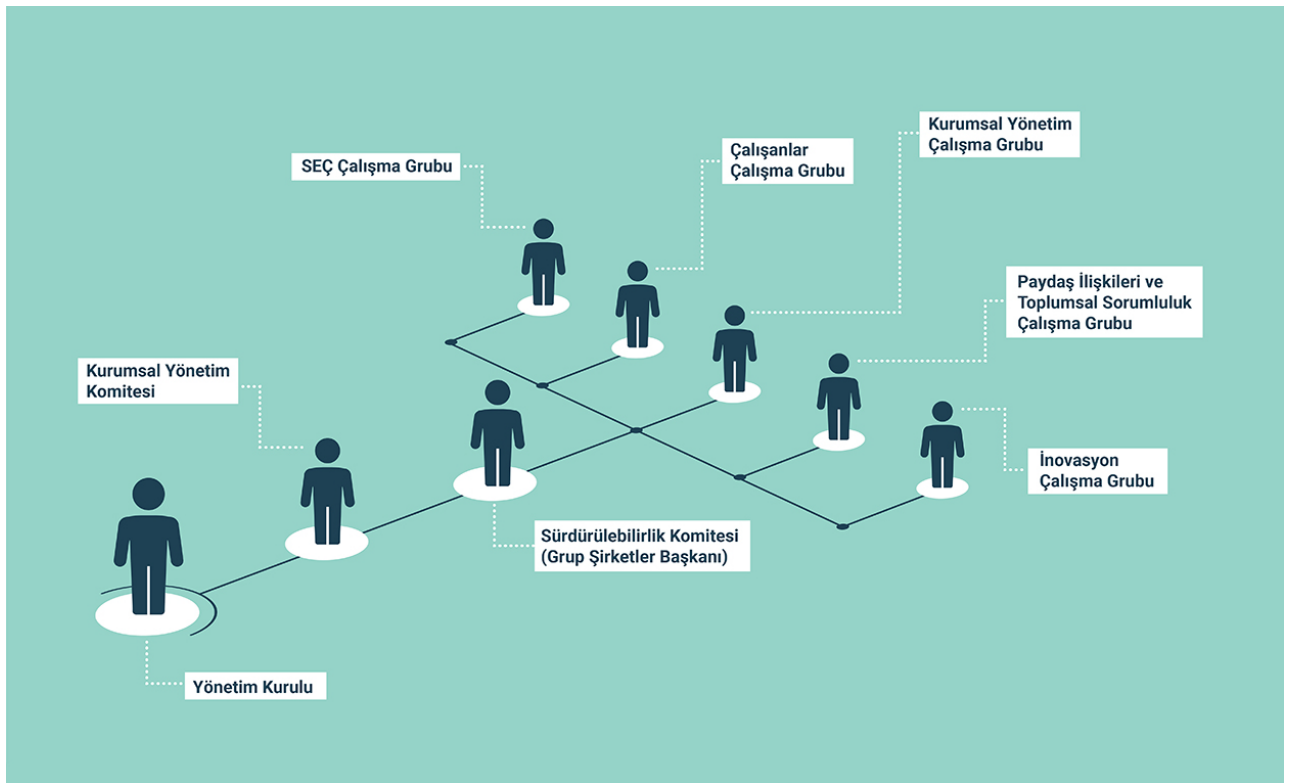 Kurumsal Yönetim
Çalışma Grubu
Çalışanlar
Çalışma Grubu
SEÇ Çalışma Grubu
Paydaş İlişkileri ve
Toplumsal Sorumluluk
Çalışma Grubu
Kurumsal Yönetim
Komitesi
İnovasyon
Çalışma Grubu
Sürdürülebilirlik Komitesi
(Grup Şirketler Başkanı)
Yönetim Kurulu